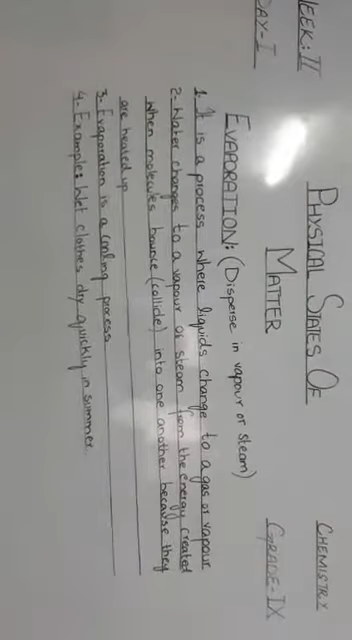 WEEK: II
DAY-I
PHYSICAL STATES OF
MATTER
CHEMISTRY
GRADE-IX
EVAPORATION: (Disperse in vapour or steam)
1. It is a process where liquids change to a gas or vapour
2- Water changes to a vapour or steam from the energy created
when molecules bounce (collide) into one another because they
are heated up.
3- Evaporation is a cooling process
4- Example: Wet clothes dry quickly in summer.